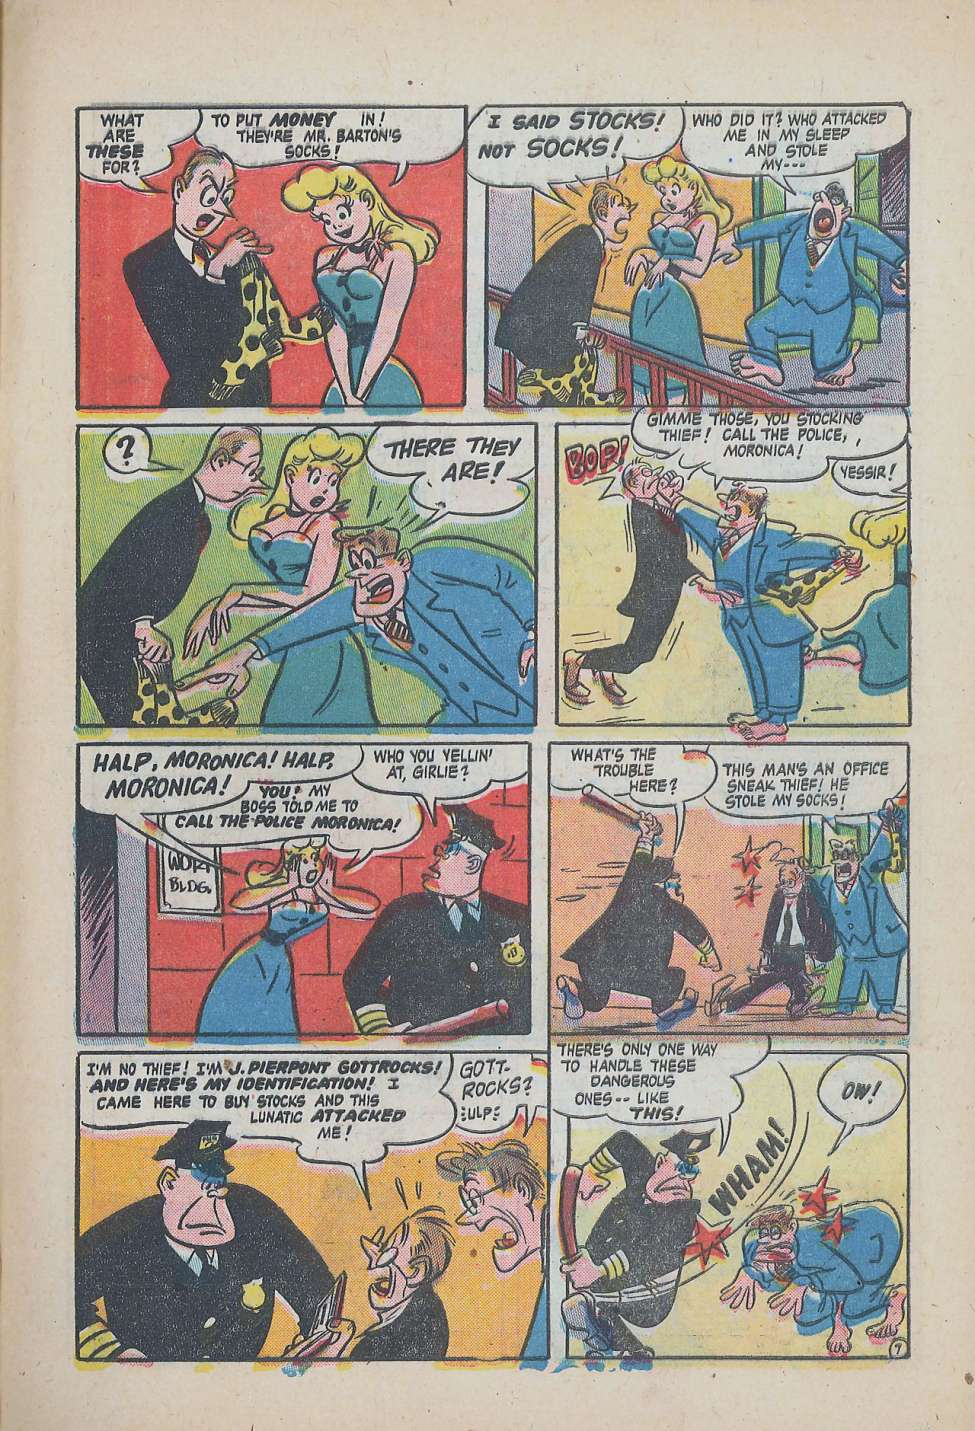 WHAT
ARE
THESE
FOR?
TO PUT MONEY IN!
THEY'RE MR. BARTON'S
SOCKS!
I SAID STOCKS!
NOT SOCKS!
WHO DID IT? WHO ATTACKED
ME IN MY SLEEP
AND STOLE
MY---
?
THERE THEY
ARE!
BOP!
GIMME THOSE, YOU STOCKING
THIEF! CALL THE POLICE,
MORONICA!
YESSIR!
HALP, MORONICA! HALP,
MORONICA!
YOU? MY
BOSS TOLD ME TO
CALL THE POLICE MORONICA!
WHO YOU YELLIN'
AT, GIRLIE?
WORT
BLDG.
WHAT'S THE
TROUBLE
HERE?
THIS MAN'S AN OFFICE
SNEAK THIEF! HE
STOLE MY SOCKS!
I'M NO THIEF! I'M J. PIERPONT GOTTROCKS!
AND HERE'S MY IDENTIFICATION! I
CAME HERE TO BUY STOCKS AND THIS
LUNATIC ATTACKED
ME!
GOTT-
ROCKS?
:ULP:
THERE'S ONLY ONE WAY
TO HANDLE THESE
DANGEROUS
ONES-- LIKE
THIS!
WHAM!
OW!
7